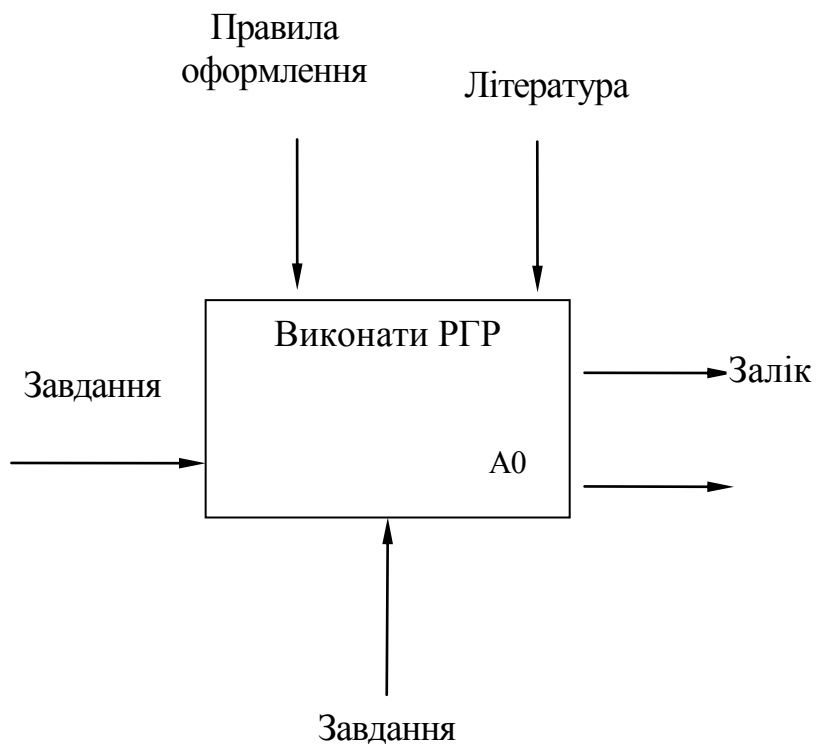 Правила
оформлення
Література
Виконати РГР
Завдання
Залік
А0
Завдання